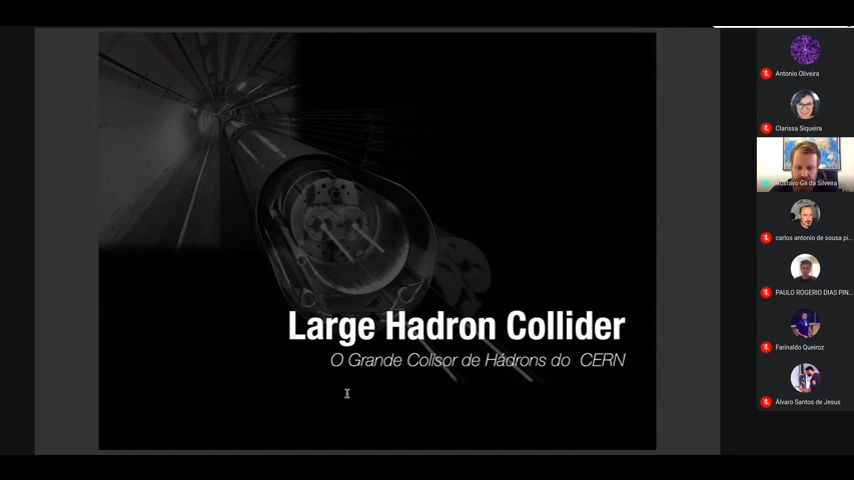 Large Hadron Collider
O Grande Colisor de Hádrons do CERN
Antonio Oliveira
Clarissa Siqueira
Gustavo Gil da Silveira
carlos antonio de sousa pi...
PAULO ROGERIO DIAS PIN...
Farinaldo Queiroz
Álvaro Santos de Jesus